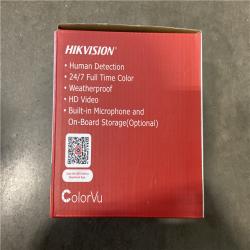 HIKVISION
• Human Detection
• 24/7 Full Time Color
• Weatherproof
• HD Video
• Built-in Microphone and
On-Board Storage(Optional)
ColorVu